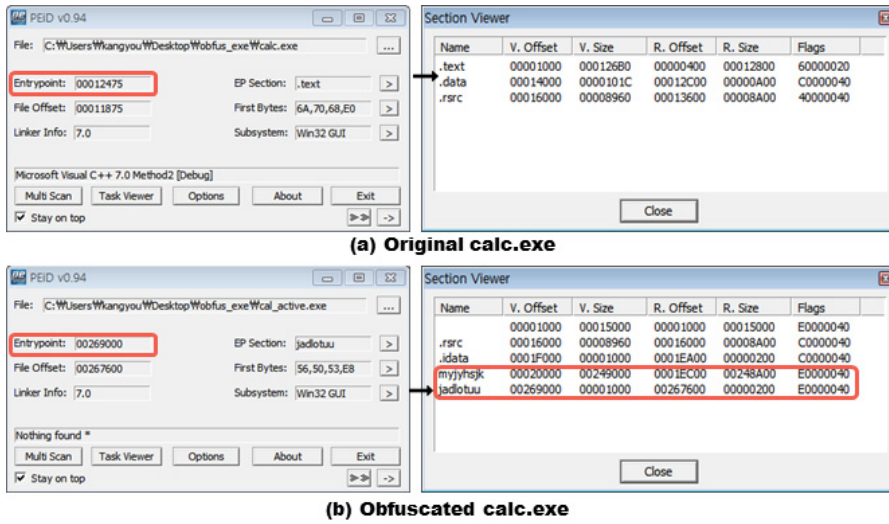 PEiD v0.94
File: C:₩Users₩kangyou₩Desktop₩obfus_exe₩calc.exe ...
Entrypoint: 00012475 EP Section: .text >
File Offset: 00011875 First Bytes: 6A,70,68,E0 >
Linker Info: 7.0 Subsystem: Win32 GUI >
Microsoft Visual C++ 7.0 Method2 [Debug]
Multi Scan Task Viewer Options About Exit
Stay on top >> ->
Section Viewer
Name V. Offset V. Size R. Offset R. Size Flags
.text 00001000 000126B0 00000400 00012800 60000020
.data 00014000 0000101C 00012C00 00000A00 C0000040
.rsrc 00016000 00008960 00013600 00008A00 40000040
Close
(a) Original calc.exe
PEiD v0.94
File: C:₩Users₩kangyou₩Desktop₩obfus_exe₩cal_active.exe ...
Entrypoint: 00269000 EP Section: jadlotuu >
File Offset: 00267600 First Bytes: 56,50,53,E8 >
Linker Info: 7.0 Subsystem: Win32 GUI >
Nothing found *
Multi Scan Task Viewer Options About Exit
Stay on top >> ->
Section Viewer
Name V. Offset V. Size R. Offset R. Size Flags
00001000 00015000 00001000 00015000 E0000040
.rsrc 00016000 00008960 00016000 00008A00 C0000040
.idata 0001F000 00001000 0001EA00 00000200 C0000040
myjyhsjk 00020000 00249000 0001EC00 00248A00 E0000040
jadlotuu 00269000 00001000 00267600 00000200 E0000040
Close
(b) Obfuscated calc.exe